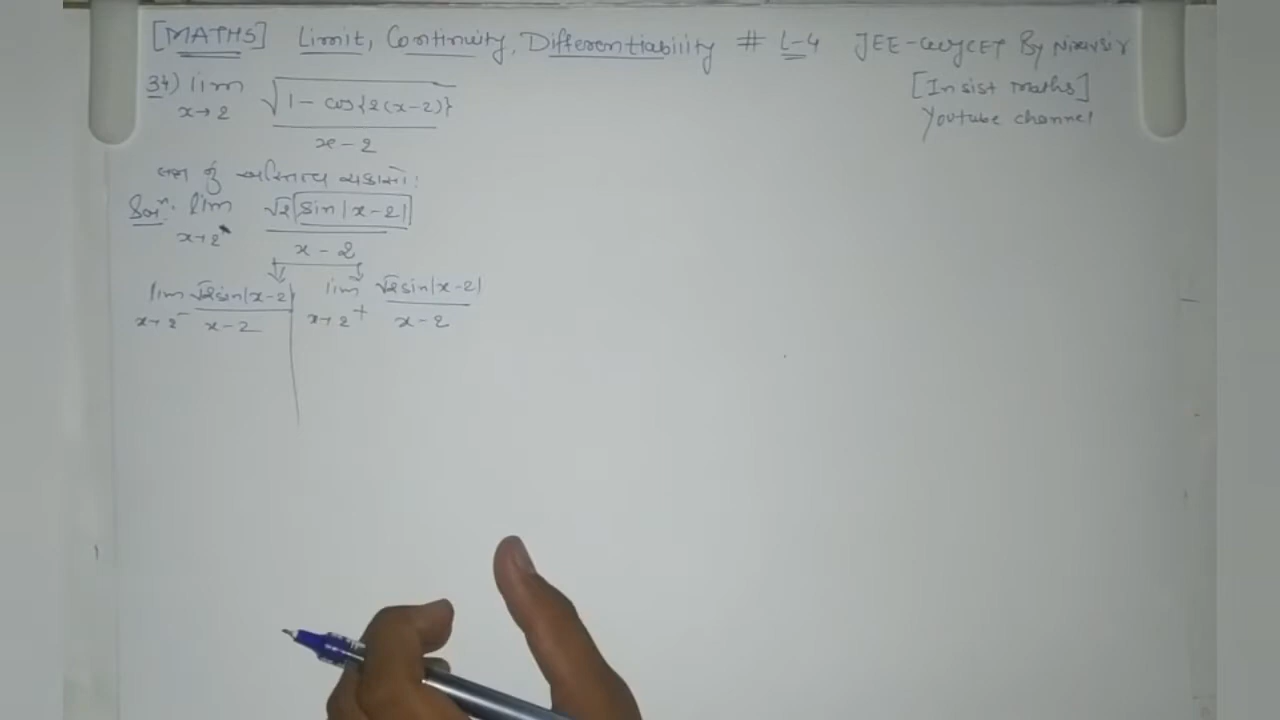 [MATHS] Limit, Continuity, Differentiability # L-4 JEE- By Niravsir
[Insist maths]
Youtube channel
34) lim x→2 √(1 - cos{2(x-2)}) / (x-2)
Solⁿ. lim x→2 √2 sin|x-2| / (x-2)
lim x→2⁻ √2 sin|x-2| / (x-2) lim x→2⁺ √2 sin|x-2| / (x-2)